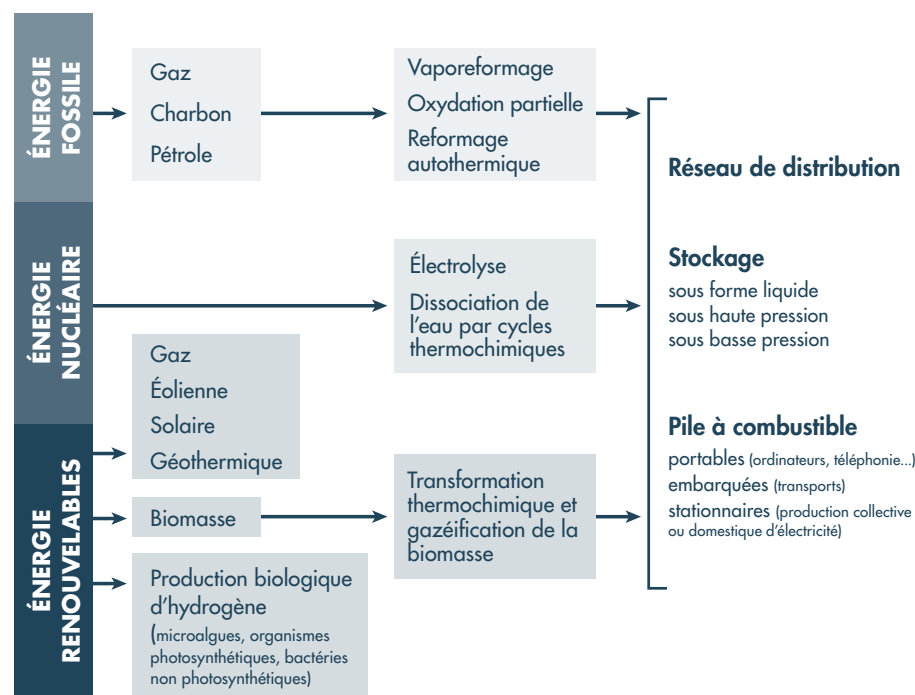 ÉNERGIE
FOSSILE
Gaz
Charbon
Pétrole
Vaporeformage
Oxydation partielle
Reformage
autothermique
ÉNERGIE
NUCLÉAIRE
Électrolyse
Dissociation de
l'eau par cycles
thermochimiques
ÉNERGIE
RENOUVELABLES
Gaz
Éolienne
Solaire
Géothermique
Biomasse
Transformation
thermochimique et
gazéification de la
biomasse
Production biologique
d'hydrogène
(microalgues, organismes
photosynthétiques, bactéries
non photosynthétiques)
Réseau de distribution
Stockage
sous forme liquide
sous haute pression
sous basse pression
Pile à combustible
portables (ordinateurs, téléphonie...)
embarquées (transports)
stationnaires (production collective
ou domestique d'électricité)